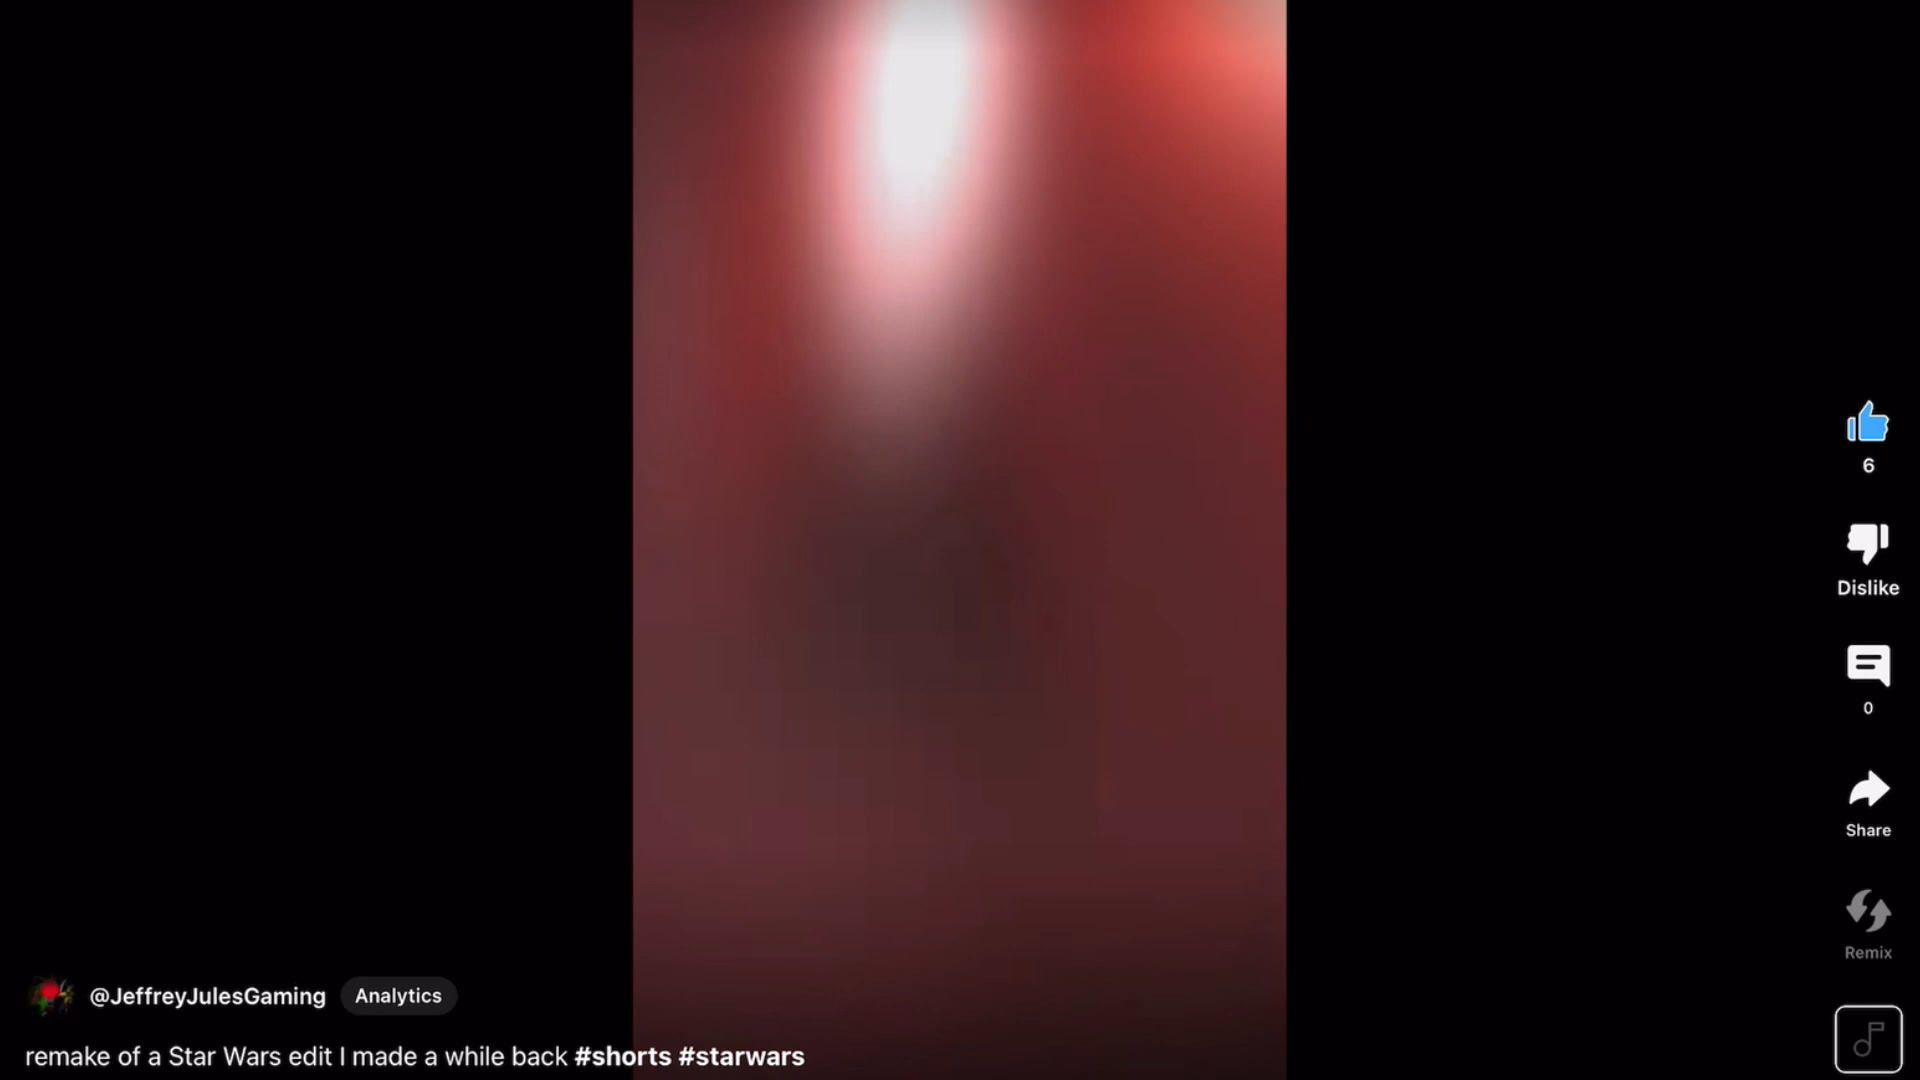 6
Dislike
0
Share
Remix
@JeffreyJulesGaming Analytics
remake of a Star Wars edit I made a while back #shorts #starwars